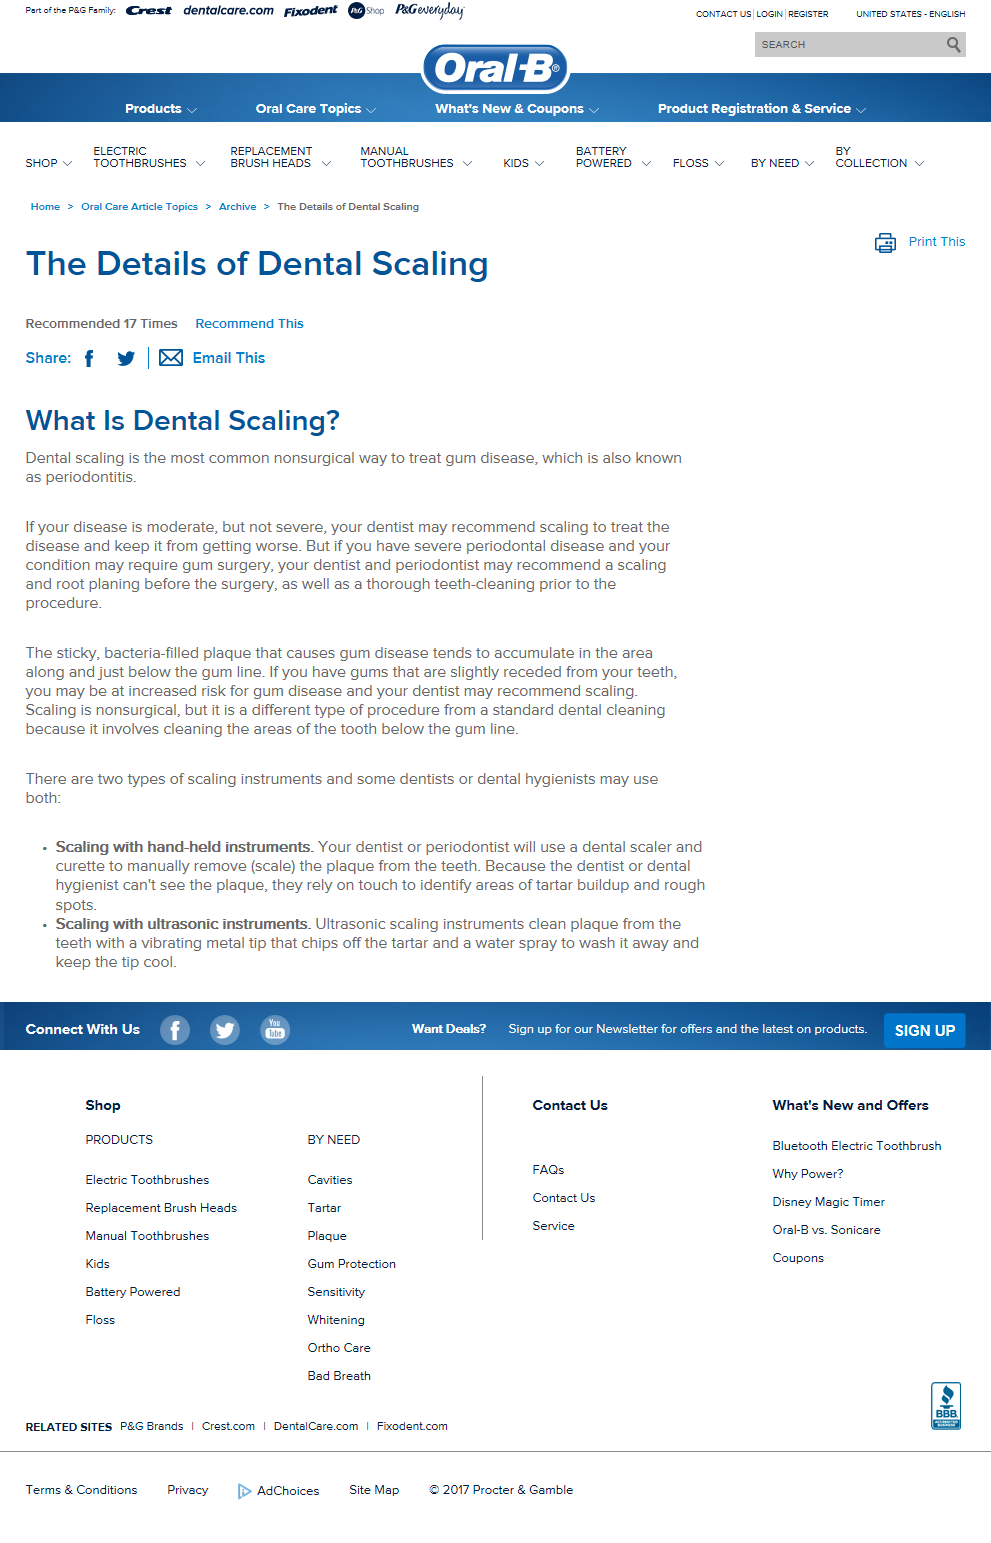 Part of the P&G Family: Crest dentalcare.com Fixodent P&G Shop P&G everyday
CONTACT US LOGIN REGISTER UNITED STATES - ENGLISH
SEARCH
Oral-B®
Products Oral Care Topics What's New & Coupons Product Registration & Service
SHOP ELECTRIC TOOTHBRUSHES REPLACEMENT BRUSH HEADS MANUAL TOOTHBRUSHES KIDS BATTERY POWERED FLOSS BY NEED BY COLLECTION
Home > Oral Care Article Topics > Archive > The Details of Dental Scaling
Print This
The Details of Dental Scaling
Recommended 17 Times Recommend This
Share: Email This
What Is Dental Scaling?
Dental scaling is the most common nonsurgical way to treat gum disease, which is also known
as periodontitis.
If your disease is moderate, but not severe, your dentist may recommend scaling to treat the
disease and keep it from getting worse. But if you have severe periodontal disease and your
condition may require gum surgery, your dentist and periodontist may recommend a scaling
and root planing before the surgery, as well as a thorough teeth-cleaning prior to the
procedure.
The sticky, bacteria-filled plaque that causes gum disease tends to accumulate in the area
along and just below the gum line. If you have gums that are slightly receded from your teeth,
you may be at increased risk for gum disease and your dentist may recommend scaling.
Scaling is nonsurgical, but it is a different type of procedure from a standard dental cleaning
because it involves cleaning the areas of the tooth below the gum line.
There are two types of scaling instruments and some dentists or dental hygienists may use
both:
• Scaling with hand-held instruments. Your dentist or periodontist will use a dental scaler and
curette to manually remove (scale) the plaque from the teeth. Because the dentist or dental
hygienist can't see the plaque, they rely on touch to identify areas of tartar buildup and rough
spots.
• Scaling with ultrasonic instruments. Ultrasonic scaling instruments clean plaque from the
teeth with a vibrating metal tip that chips off the tartar and a water spray to wash it away and
keep the tip cool.
Connect With Us You Tube Want Deals? Sign up for our Newsletter for offers and the latest on products. SIGN UP
Shop
PRODUCTS
Electric Toothbrushes
Replacement Brush Heads
Manual Toothbrushes
Kids
Battery Powered
Floss
BY NEED
Cavities
Tartar
Plaque
Gum Protection
Sensitivity
Whitening
Ortho Care
Bad Breath
Contact Us
FAQs
Contact Us
Service
What's New and Offers
Bluetooth Electric Toothbrush
Why Power?
Disney Magic Timer
Oral-B vs. Sonicare
Coupons
BBB
ACCREDITED
BUSINESS
RELATED SITES P&G Brands | Crest.com | DentalCare.com | Fixodent.com
Terms & Conditions Privacy AdChoices Site Map © 2017 Procter & Gamble